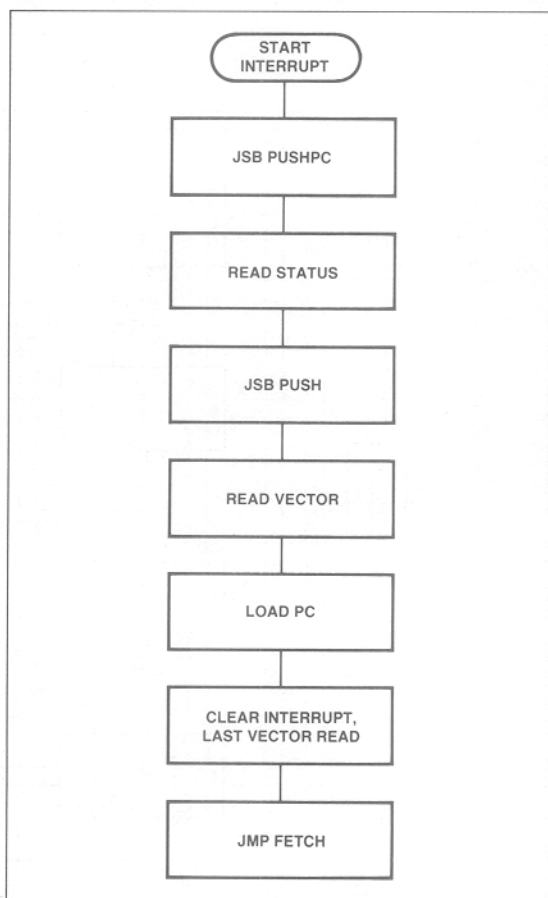 START
INTERRUPT
JSB PUSHPC
READ STATUS
JSB PUSH
READ VECTOR
LOAD PC
CLEAR INTERRUPT,
LAST VECTOR READ
JMP FETCH